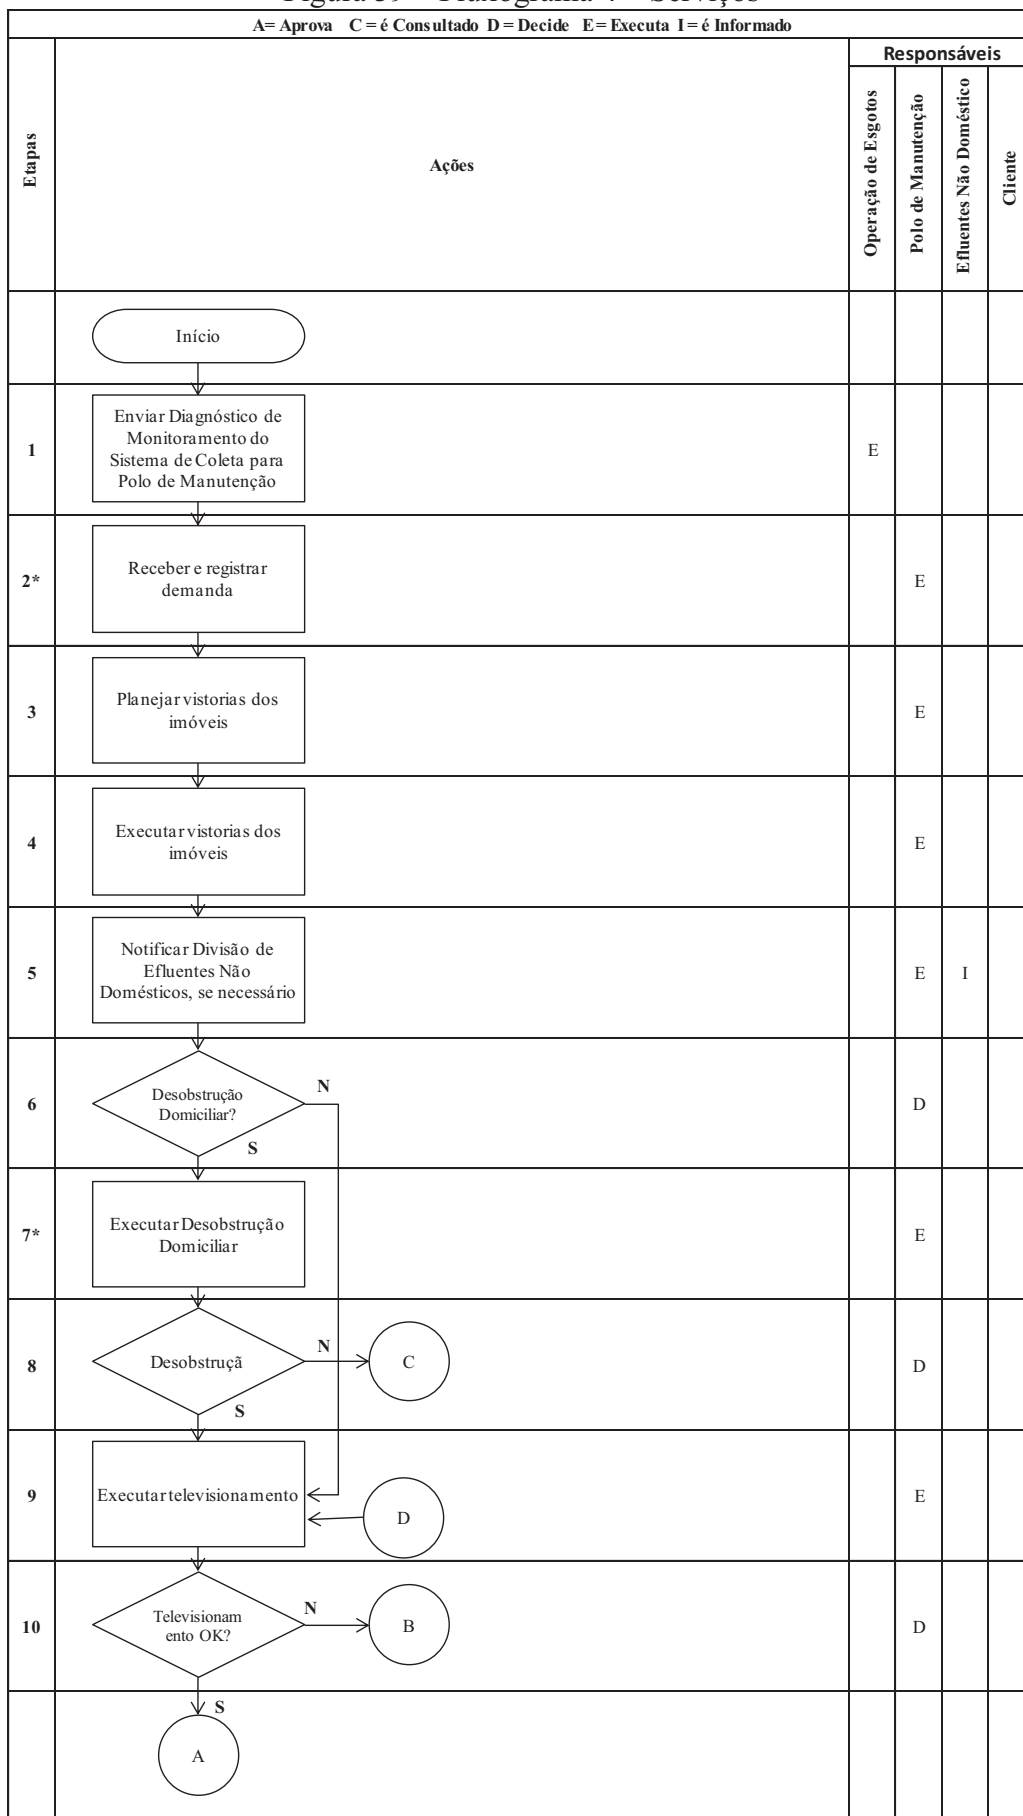 A= Aprova C = é Consultado D = Decide E = Executa I = é Informado
Etapas
Ações
Responsáveis
Operação de Esgotos
Polo de Manutenção
Efluentes Não Doméstico
Cliente
Início
1
Enviar Diagnóstico de
Monitoramento do
Sistema de Coleta para
Polo de Manutenção
E
2*
Receber e registrar
demanda
E
3
Planejar vistorias dos
imóveis
E
4
Executar vistorias dos
imóveis
E
5
Notificar Divisão de
Efluentes Não
Domésticos, se necessário
E
I
6
Desobstrução
Domiciliar?
N
S
D
7*
Executar Desobstrução
Domiciliar
E
8
Desobstruçã
N
C
S
D
9
Executar televisionamento
D
E
10
Televisionam
ento OK?
N
B
D
S
A